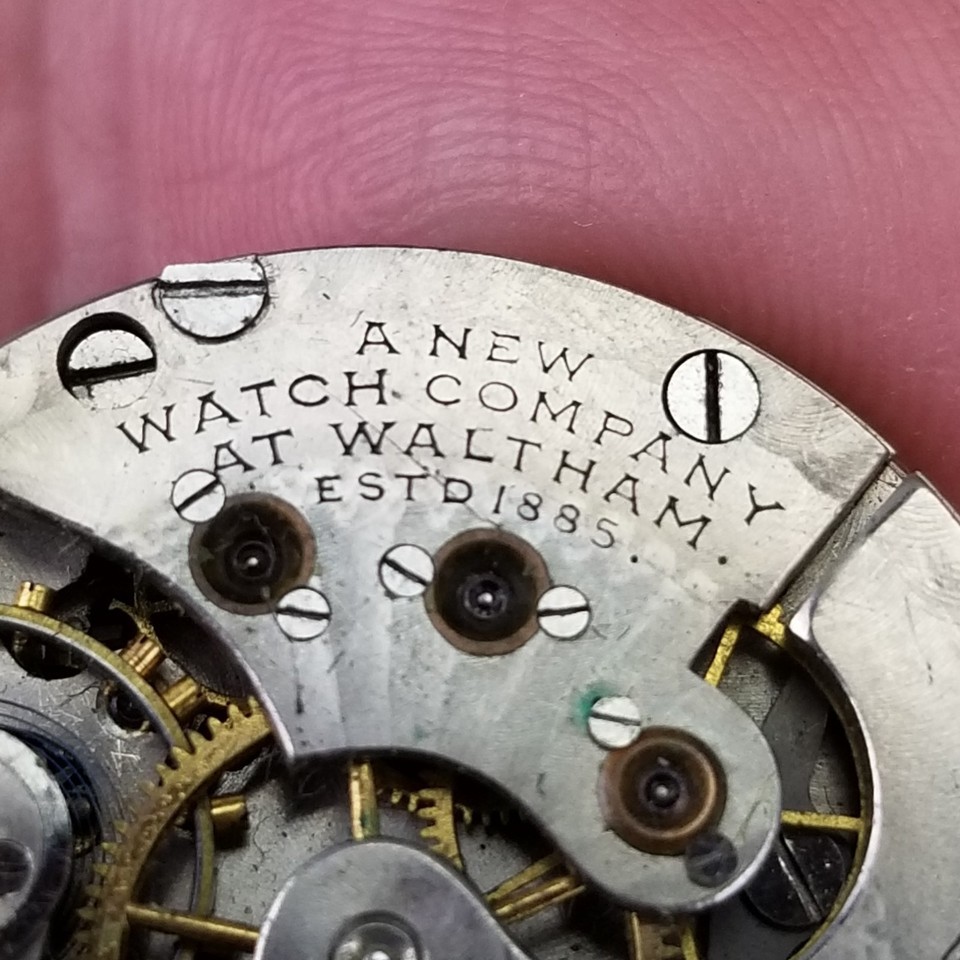 A NEW
WATCH COMPANY
AT WALTHAM.
ESTD 1885.